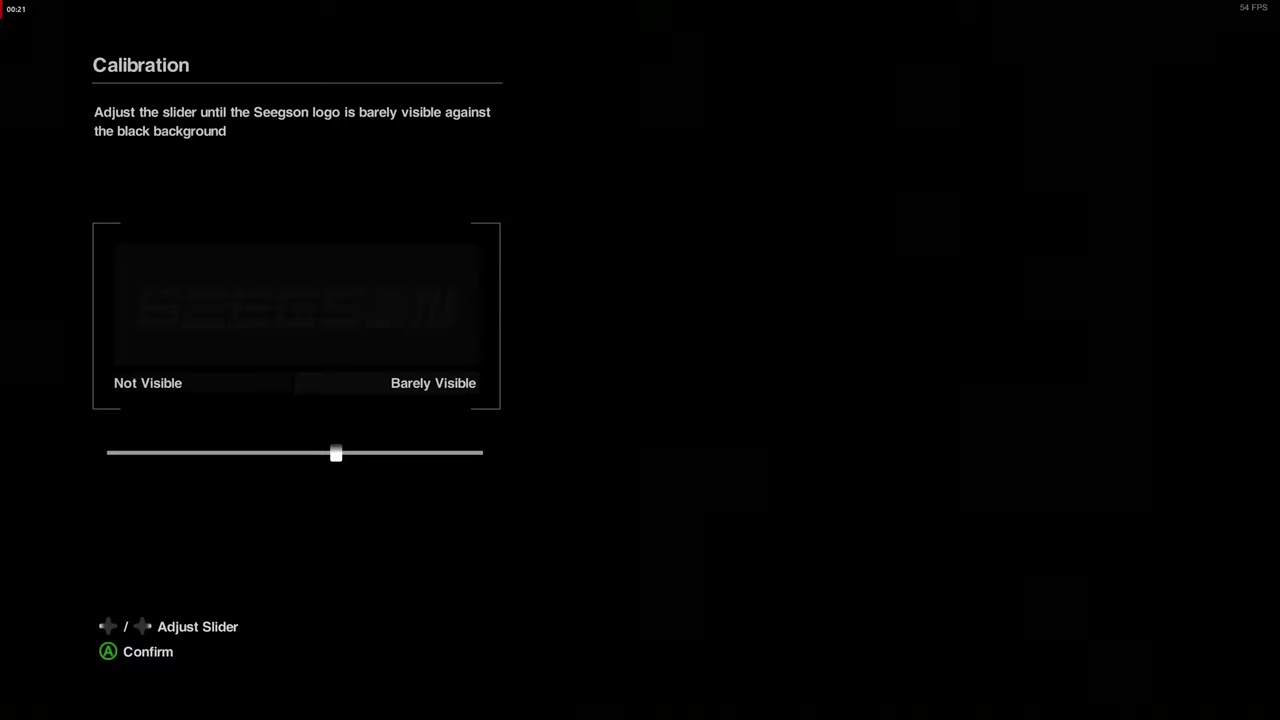 00:21
54 FPS
Calibration
Adjust the slider until the Seegson logo is barely visible against
the black background
SEEGSON
Not Visible
Barely Visible
/ Adjust Slider
A Confirm